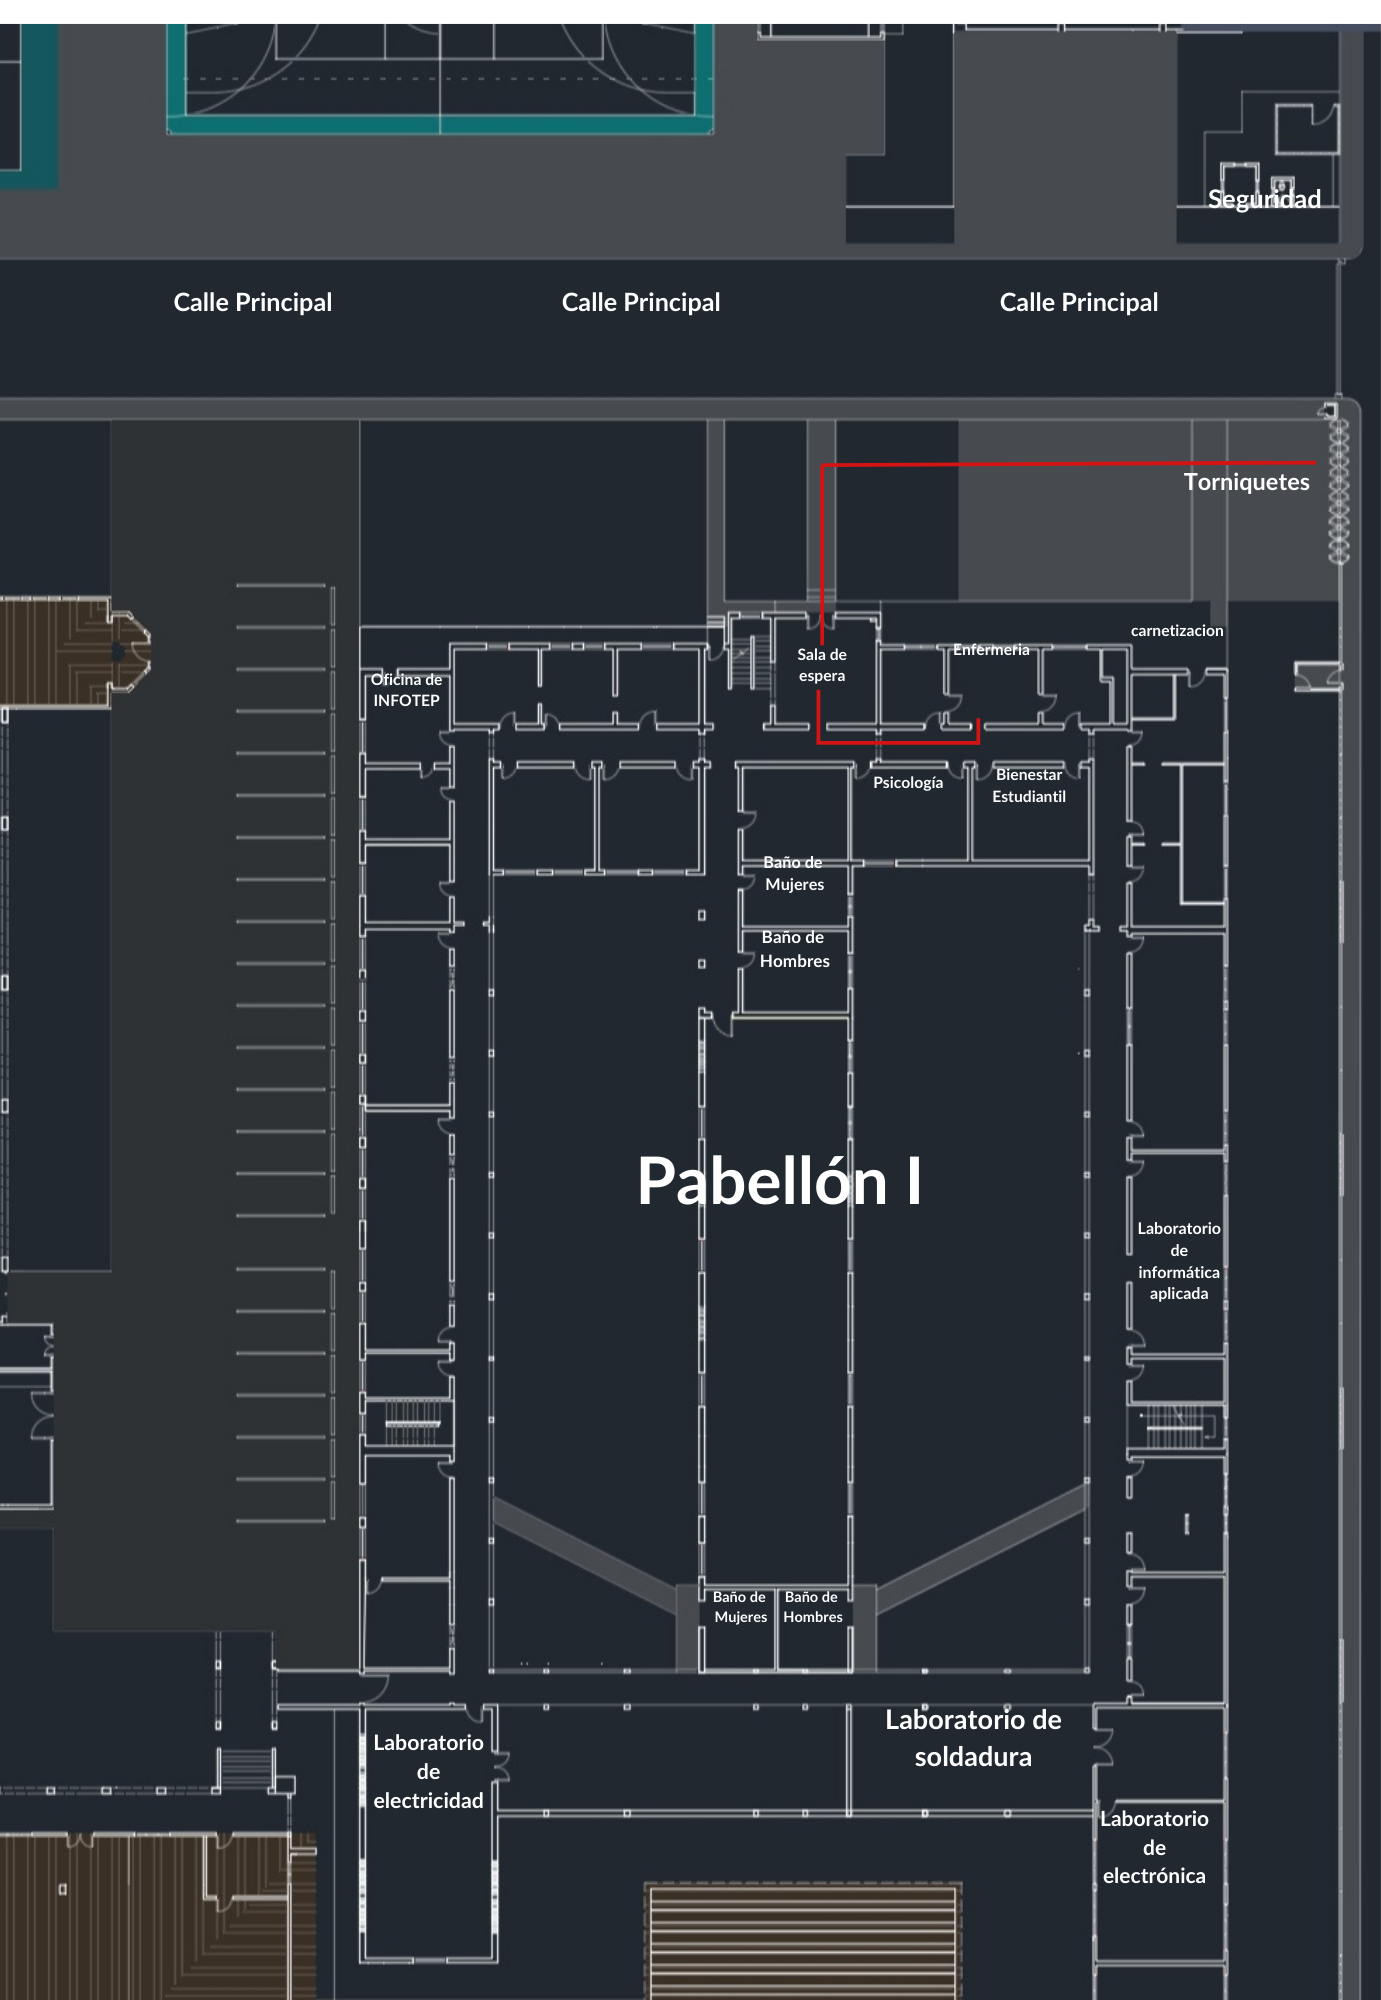 Seguridad
Calle Principal
Calle Principal
Calle Principal
Torniquetes
carnetizacion
Enfermeria
Sala de
espera
Oficina de
INFOTEP
Psicología
Bienestar
Estudiantil
Baño de
Mujeres
Baño de
Hombres
Pabellón I
Laboratorio
de
informática
aplicada
Baño de
Mujeres
Baño de
Hombres
Laboratorio de
soldadura
Laboratorio
de
electricidad
Laboratorio
de
electrónica